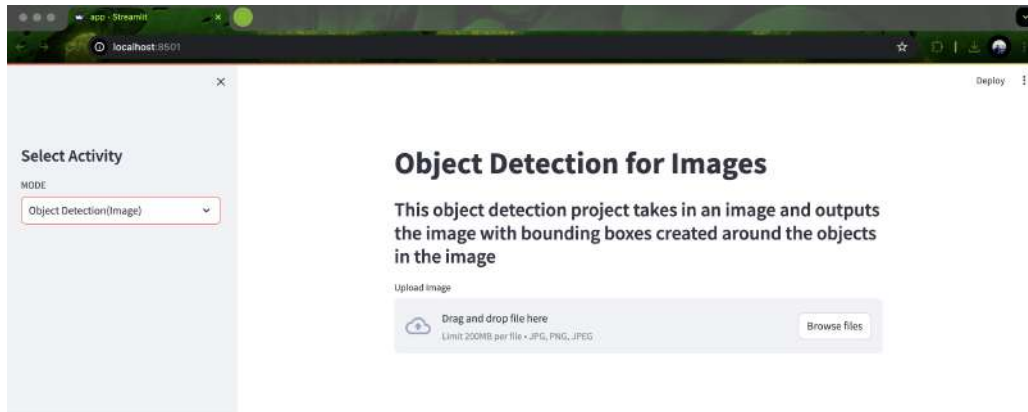 app · Streamlit
localhost:8501
Deploy
Select Activity
MODE
Object Detection(Image)
Object Detection for Images
This object detection project takes in an image and outputs
the image with bounding boxes created around the objects
in the image
Upload Image
Drag and drop file here
Limit 200MB per file • JPG, PNG, JPEG
Browse files